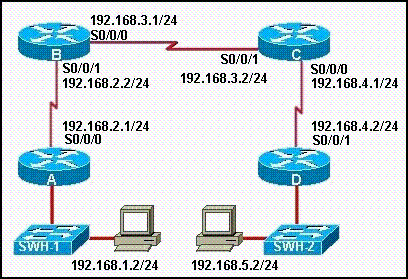 192.168.3.1/24
S0/0/0
B
C
S0/0/1
S0/0/1
192.168.2.2/24
192.168.3.2/24
S0/0/0
192.168.4.1/24
192.168.2.1/24
S0/0/0
192.168.4.2/24
S0/0/1
A
D
SWH-1
SWH-2
192.168.1.2/24
192.168.5.2/24